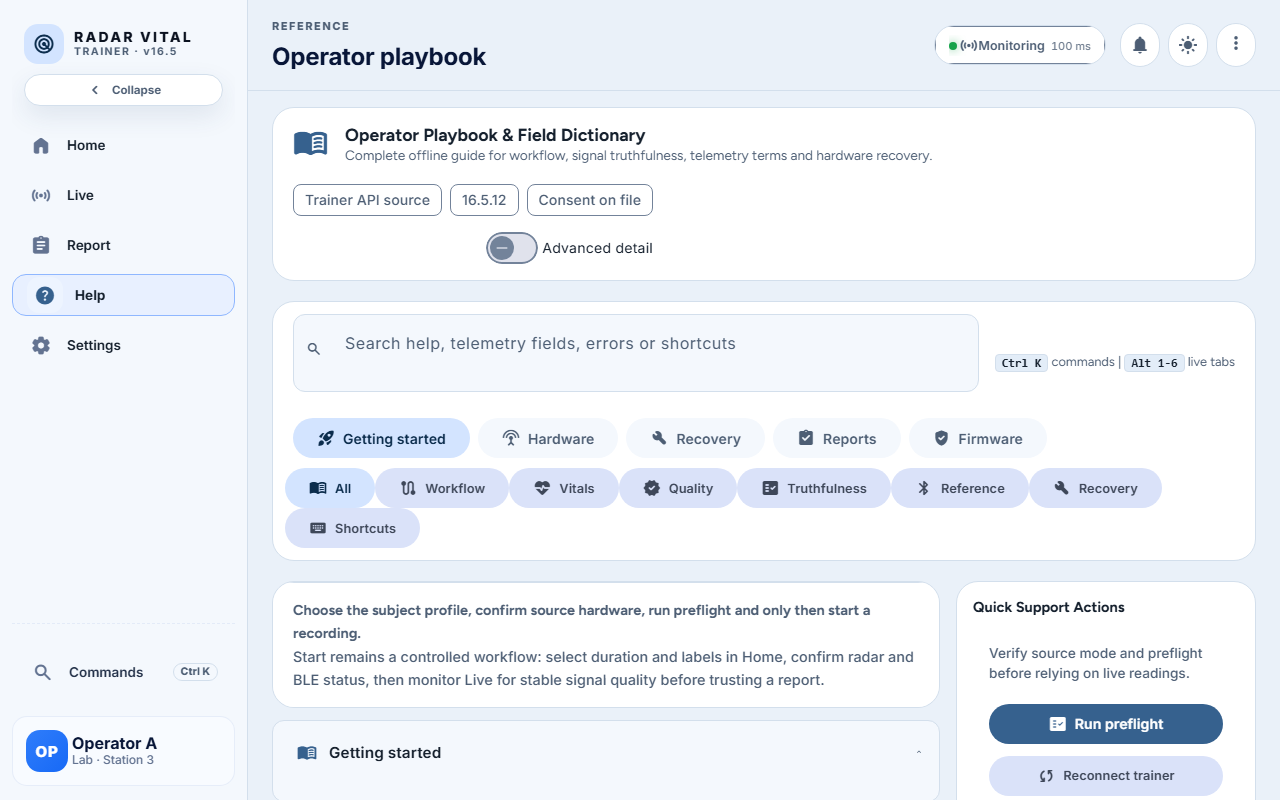 RADAR VITAL
TRAINER · v16.5
Collapse
Home
Live
Report
Help
Settings
Commands
Ctrl K
OP
Operator A
Lab · Station 3
REFERENCE
Operator playbook
Monitoring 100 ms
Operator Playbook & Field Dictionary
Complete offline guide for workflow, signal truthfulness, telemetry terms and hardware recovery.
Trainer API source
16.5.12
Consent on file
Advanced detail
Search help, telemetry fields, errors or shortcuts
Ctrl K commands | Alt 1-6 live tabs
Getting started
Hardware
Recovery
Reports
Firmware
All
Workflow
Vitals
Quality
Truthfulness
Reference
Recovery
Shortcuts
Choose the subject profile, confirm source hardware, run preflight and only then start a
recording.
Start remains a controlled workflow: select duration and labels in Home, confirm radar and
BLE status, then monitor Live for stable signal quality before trusting a report.
Getting started
Quick Support Actions
Verify source mode and preflight
before relying on live readings.
Run preflight
Reconnect trainer